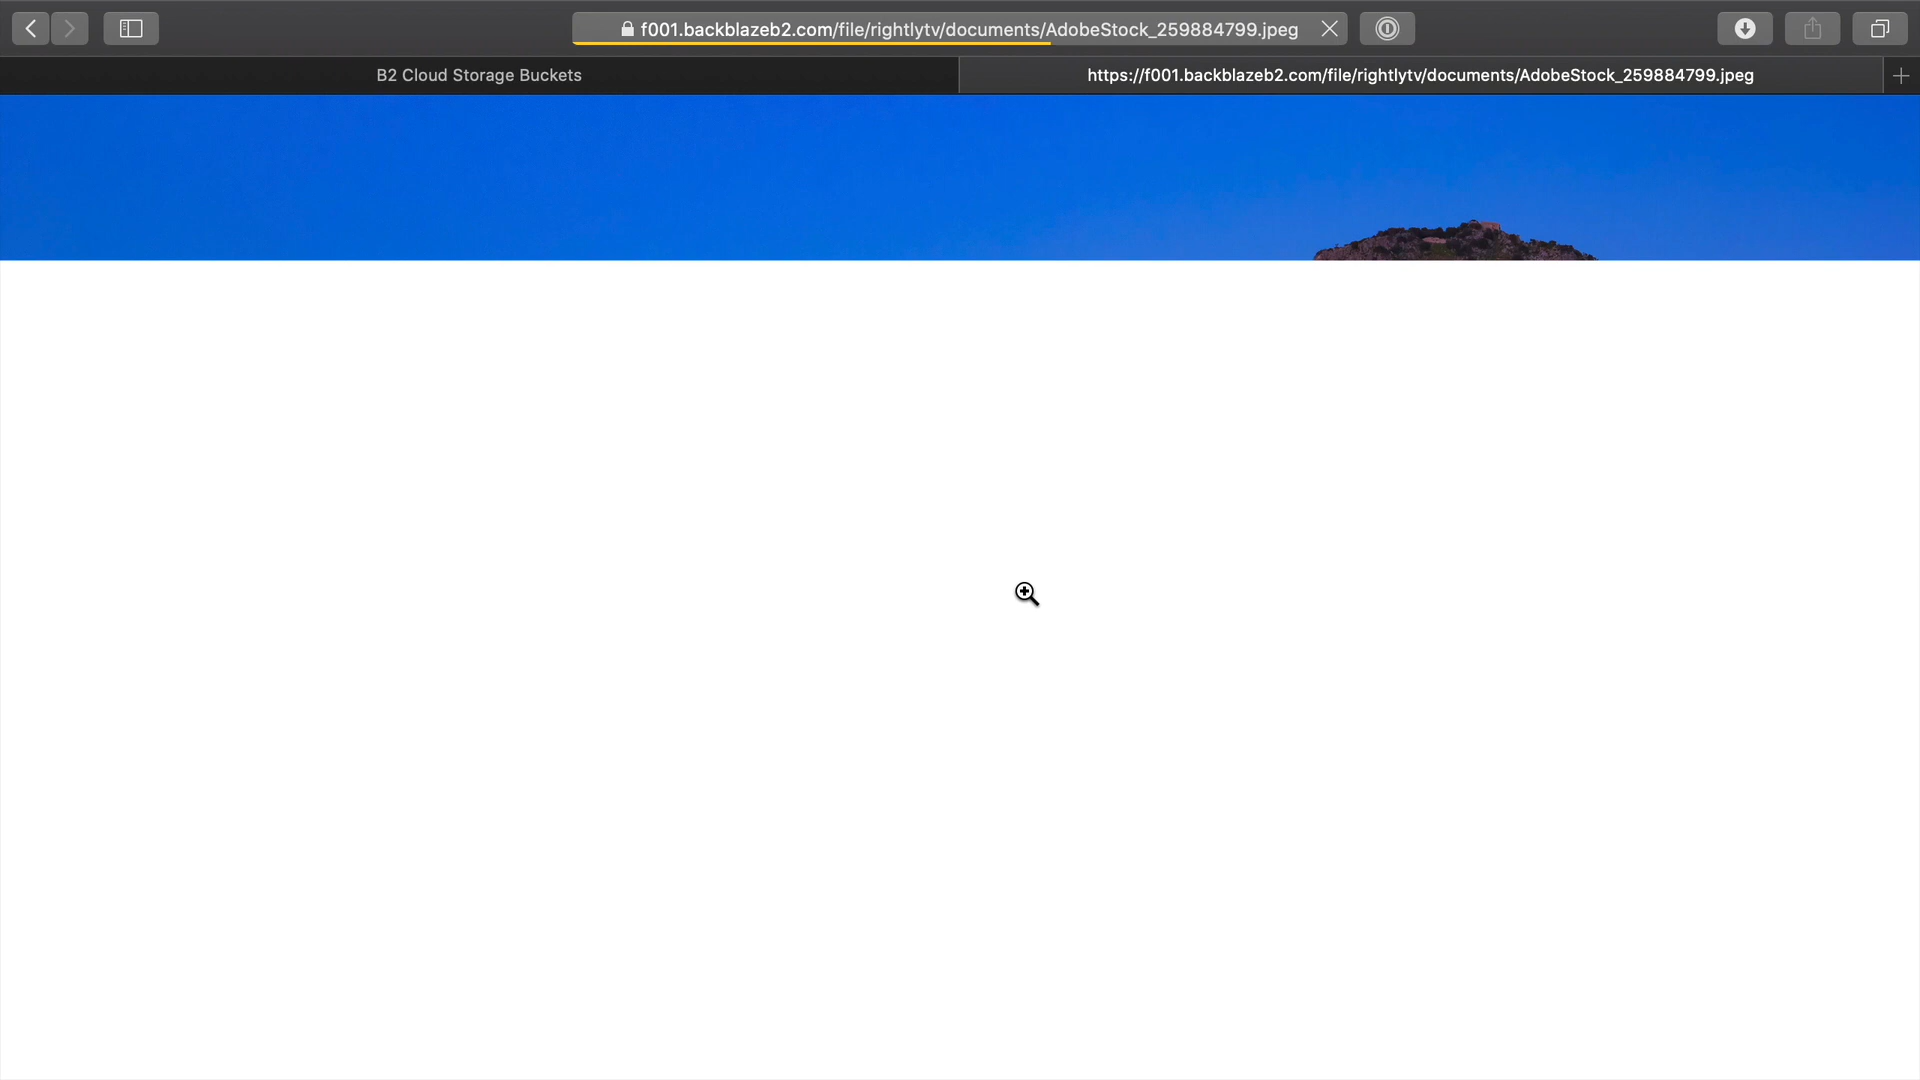 f001.backblazeb2.com/file/rightlytv/documents/AdobeStock_259884799.jpeg
B2 Cloud Storage Buckets
https://f001.backblazeb2.com/file/rightlytv/documents/AdobeStock_259884799.jpeg